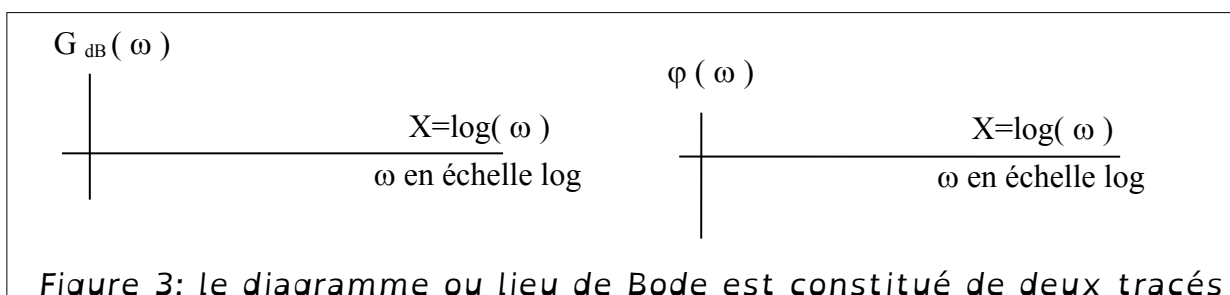 G dB ( ω )
X=log( ω )
ω en échelle log
φ ( ω )
X=log( ω )
ω en échelle log
Figure 3: le diagramme ou lieu de Bode est constitué de deux tracés